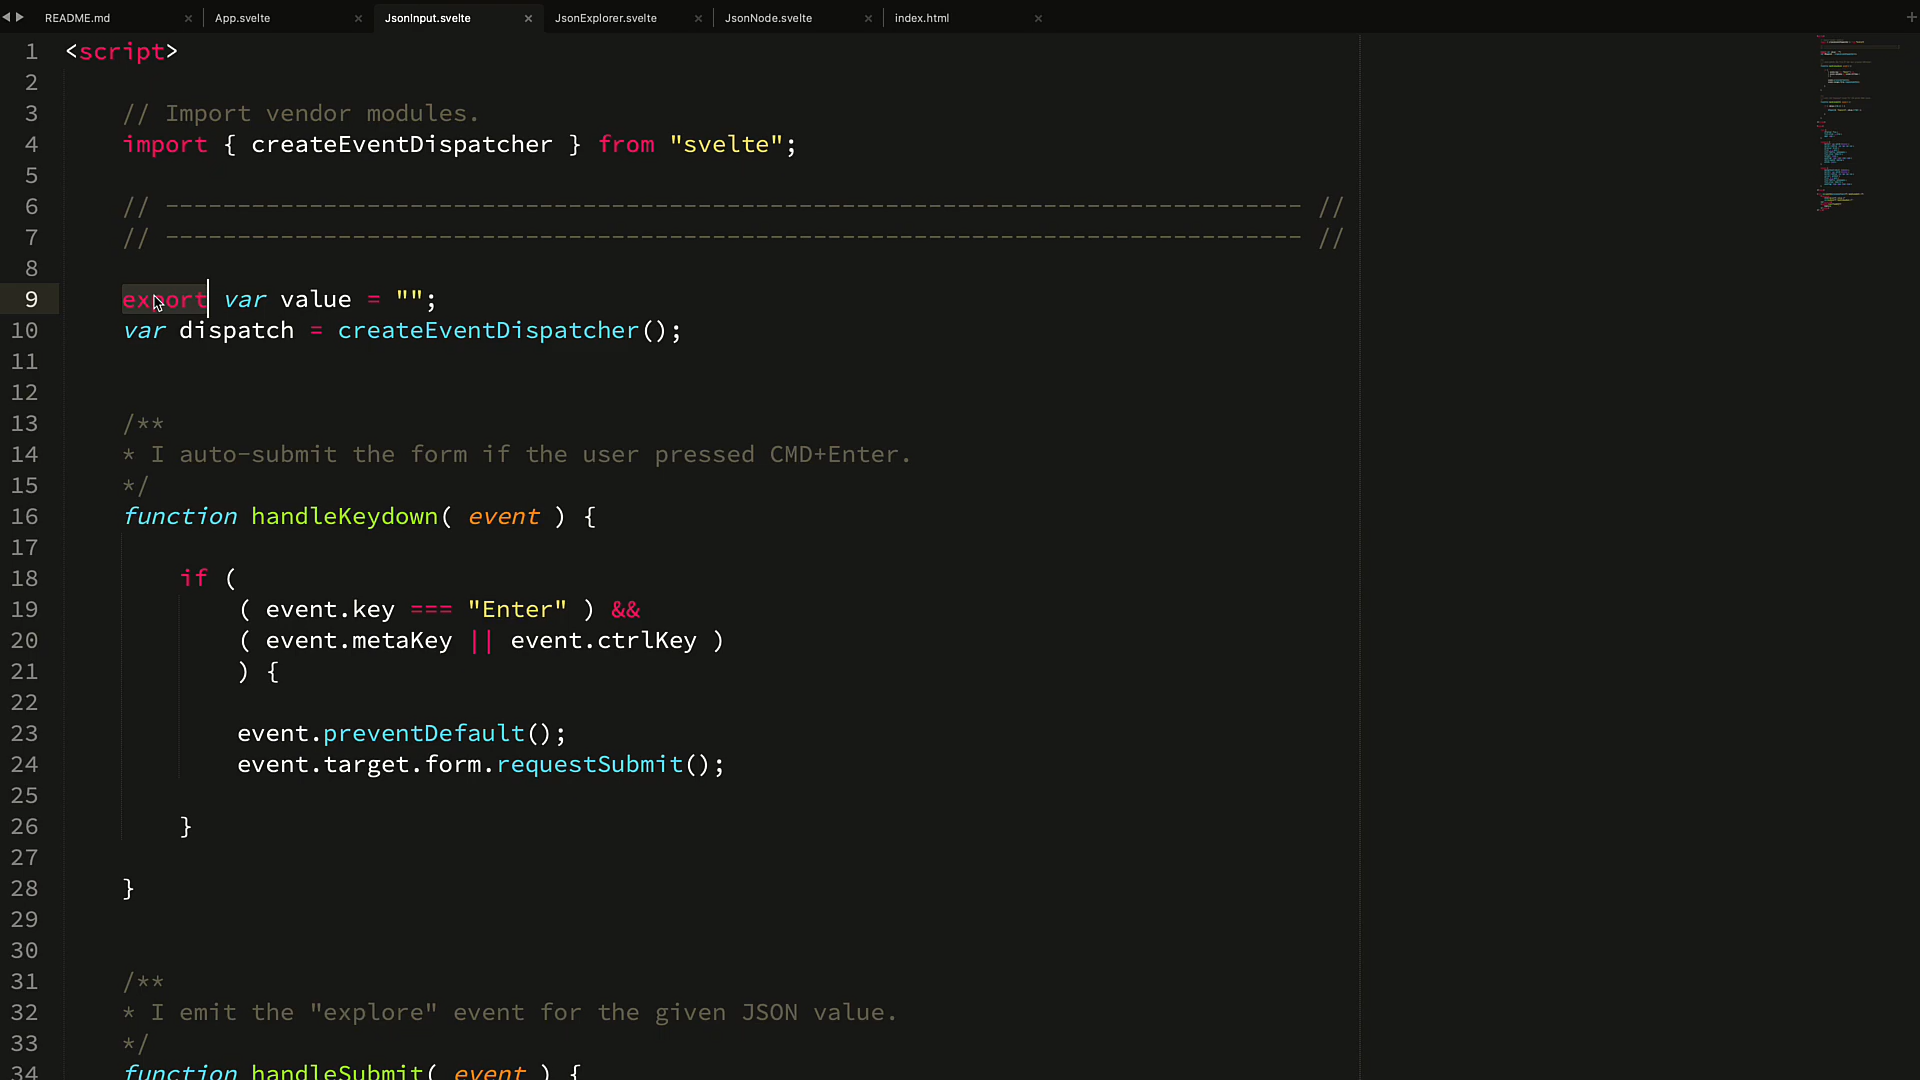 README.md
App.svelte
JsonInput.svelte
JsonExplorer.svelte
JsonNode.svelte
index.html
1 <script>
2
3 // Import vendor modules.
4 import { createEventDispatcher } from "svelte";
5
6 // ------------------------------------------------------------------------------- //
7 // ------------------------------------------------------------------------------- //
8
9 export var value = "";
10 var dispatch = createEventDispatcher();
11
12
13 /**
14 * I auto-submit the form if the user pressed CMD+Enter.
15 */
16 function handleKeydown( event ) {
17
18 if (
19 ( event.key === "Enter" ) &&
20 ( event.metaKey || event.ctrlKey )
21 ) {
22
23 event.preventDefault();
24 event.target.form.requestSubmit();
25
26 }
27
28 }
29
30
31 /**
32 * I emit the "explore" event for the given JSON value.
33 */
34 function handleSubmit( event ) {